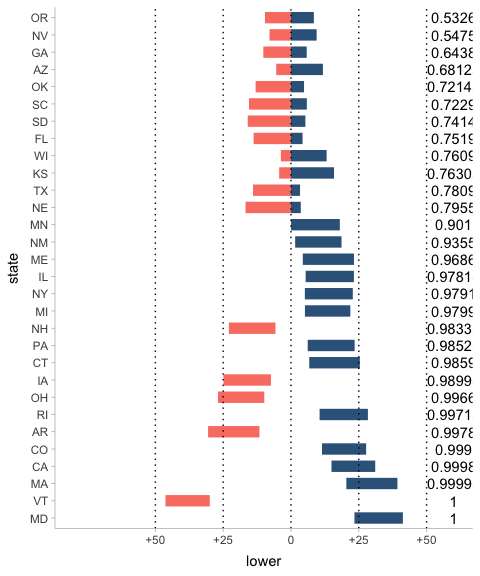 OR 0.5326
NV 0.5475
GA 0.6438
AZ 0.6812
OK 0.7214
SC 0.7229
SD 0.7414
FL 0.7519
WI 0.7609
KS 0.7630
TX 0.7809
NE 0.7955
MN 0.901
NM 0.9355
ME 0.9686
IL 0.9781
NY 0.9791
MI 0.9799
NH 0.9833
PA 0.9852
CT 0.9859
IA 0.9899
OH 0.9966
RI 0.9971
AR 0.9978
CO 0.999
CA 0.9998
MA 0.9999
VT 1
MD 1
+50 +25 0 +25 +50
lower
state